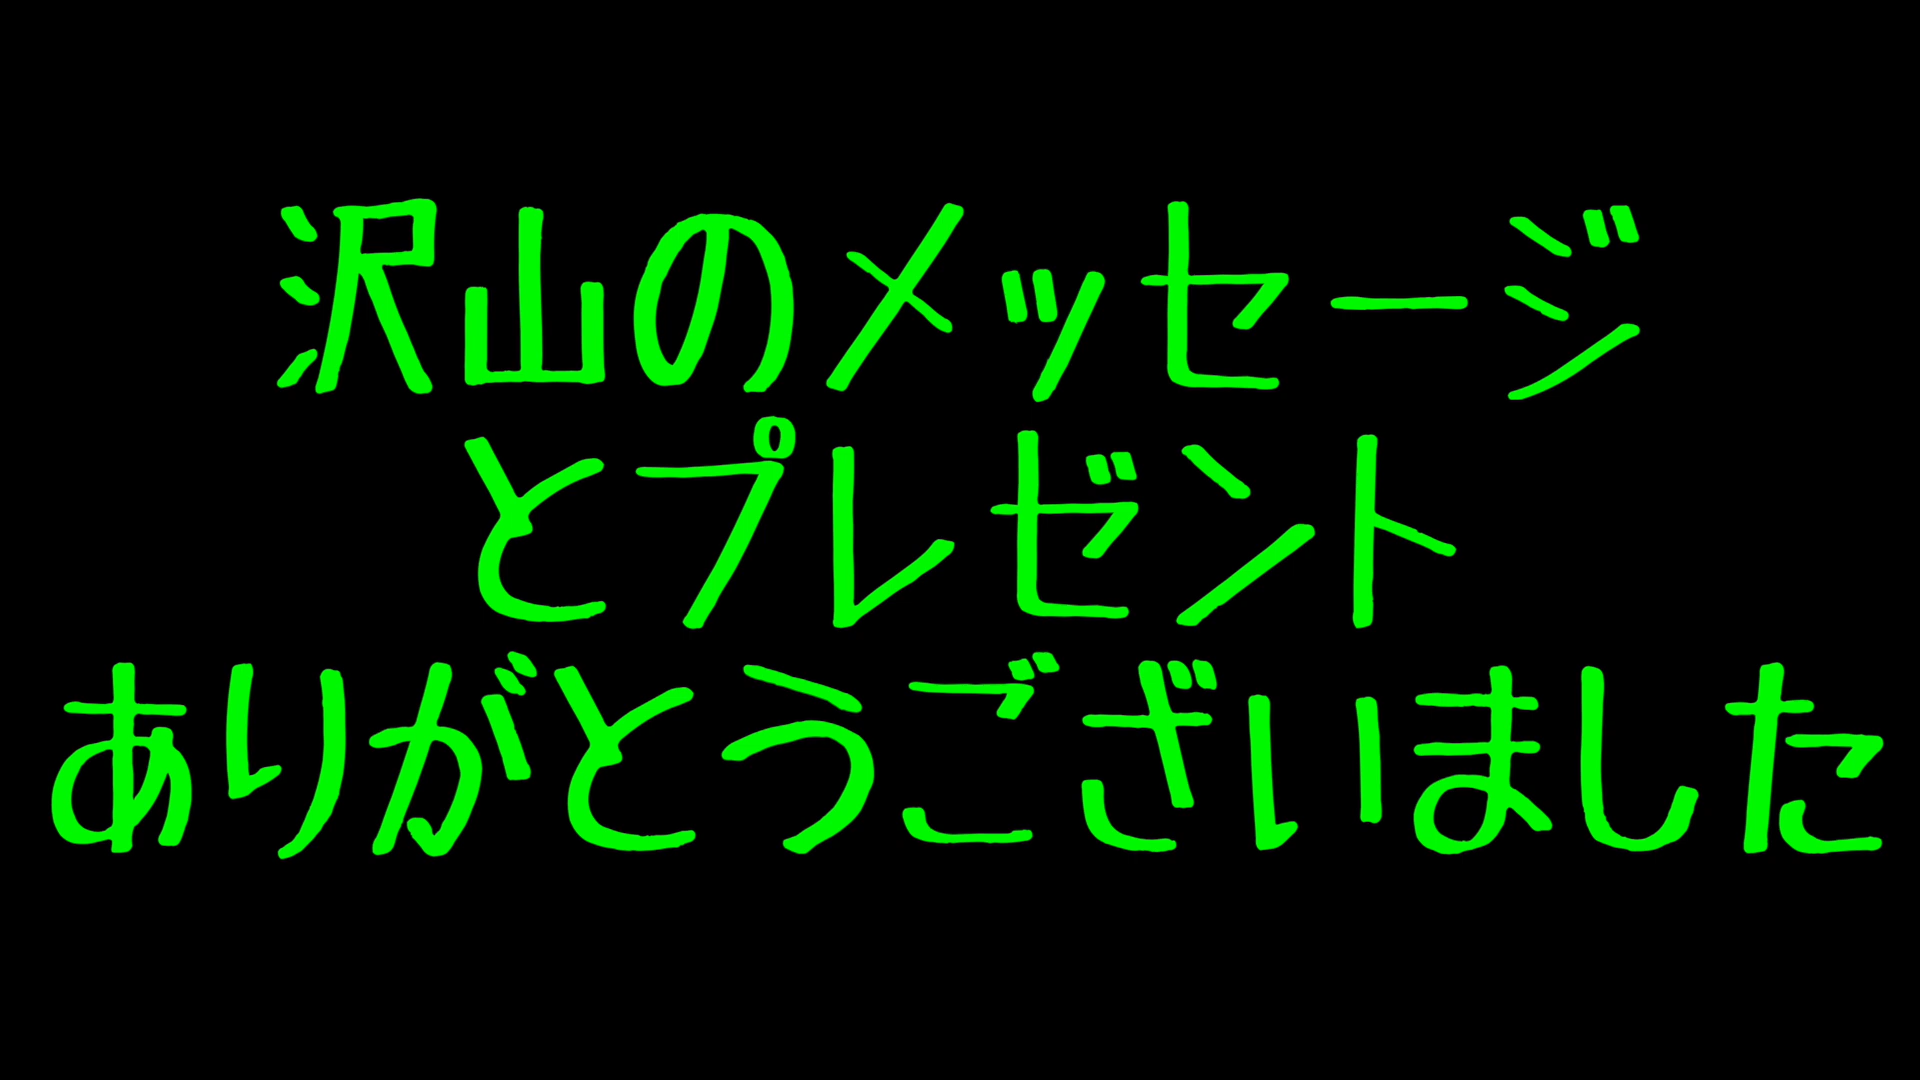 沢山のメッセージ
とプレゼント
ありがとうございました